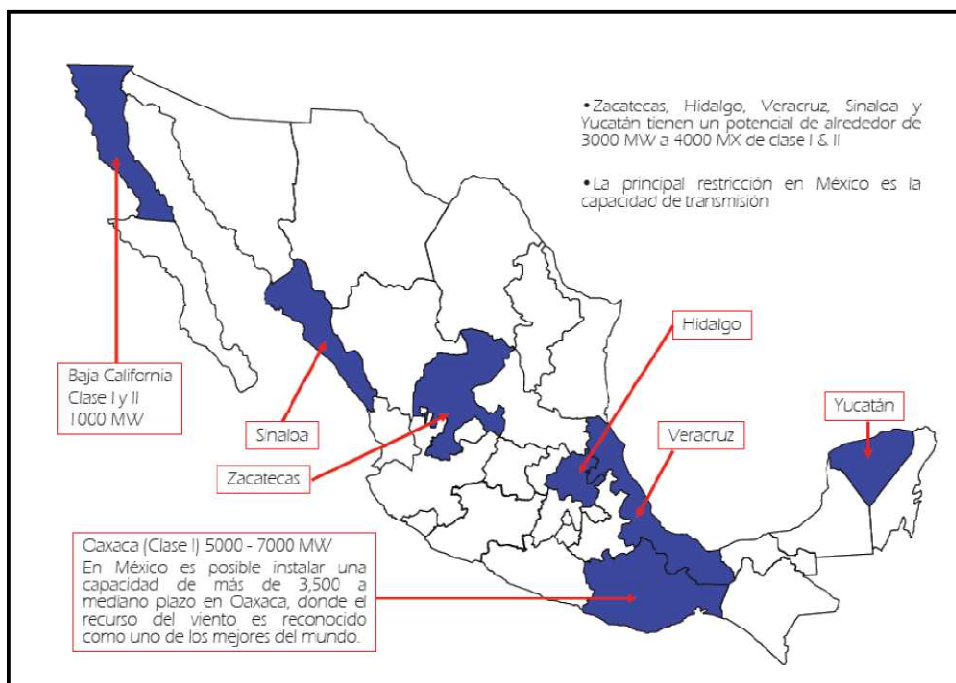 •Zacatecas, Hidalgo, Veracruz, Sinaloa y
Yucatán tienen un potencial de alrededor de
3000 MW a 4000 MX de clase I & II
•La principal restricción en México es la
capacidad de transmisión
Hidalgo
Baja California
Clase I y II
1000 MW
Yucatán
Sinaloa
Veracruz
Zacatecas
Oaxaca (Clase I) 5000 - 7000 MW
En México es posible instalar una
capacidad de más de 3,500 a
mediano plazo en Oaxaca, donde el
recurso del viento es reconocido
como uno de los mejores del mundo.